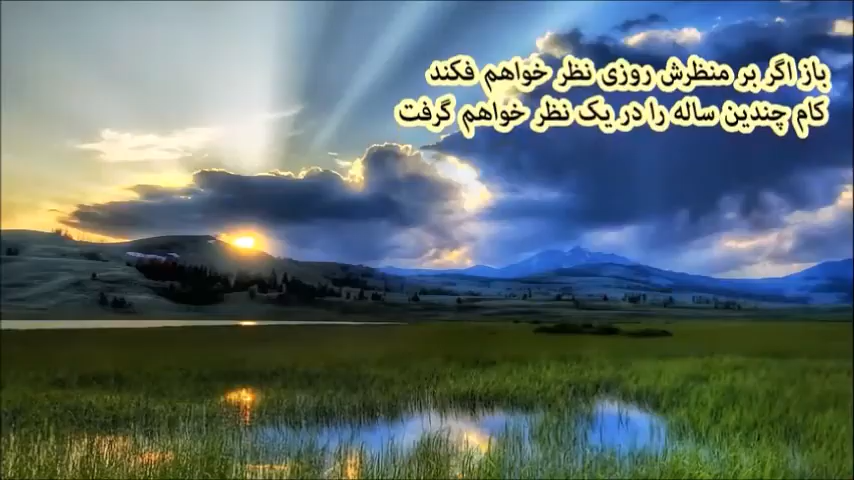 باز اگر بر منظرش روزی نظر خواهم فکند
کام چندین ساله را در یک نظر خواهم گرفت